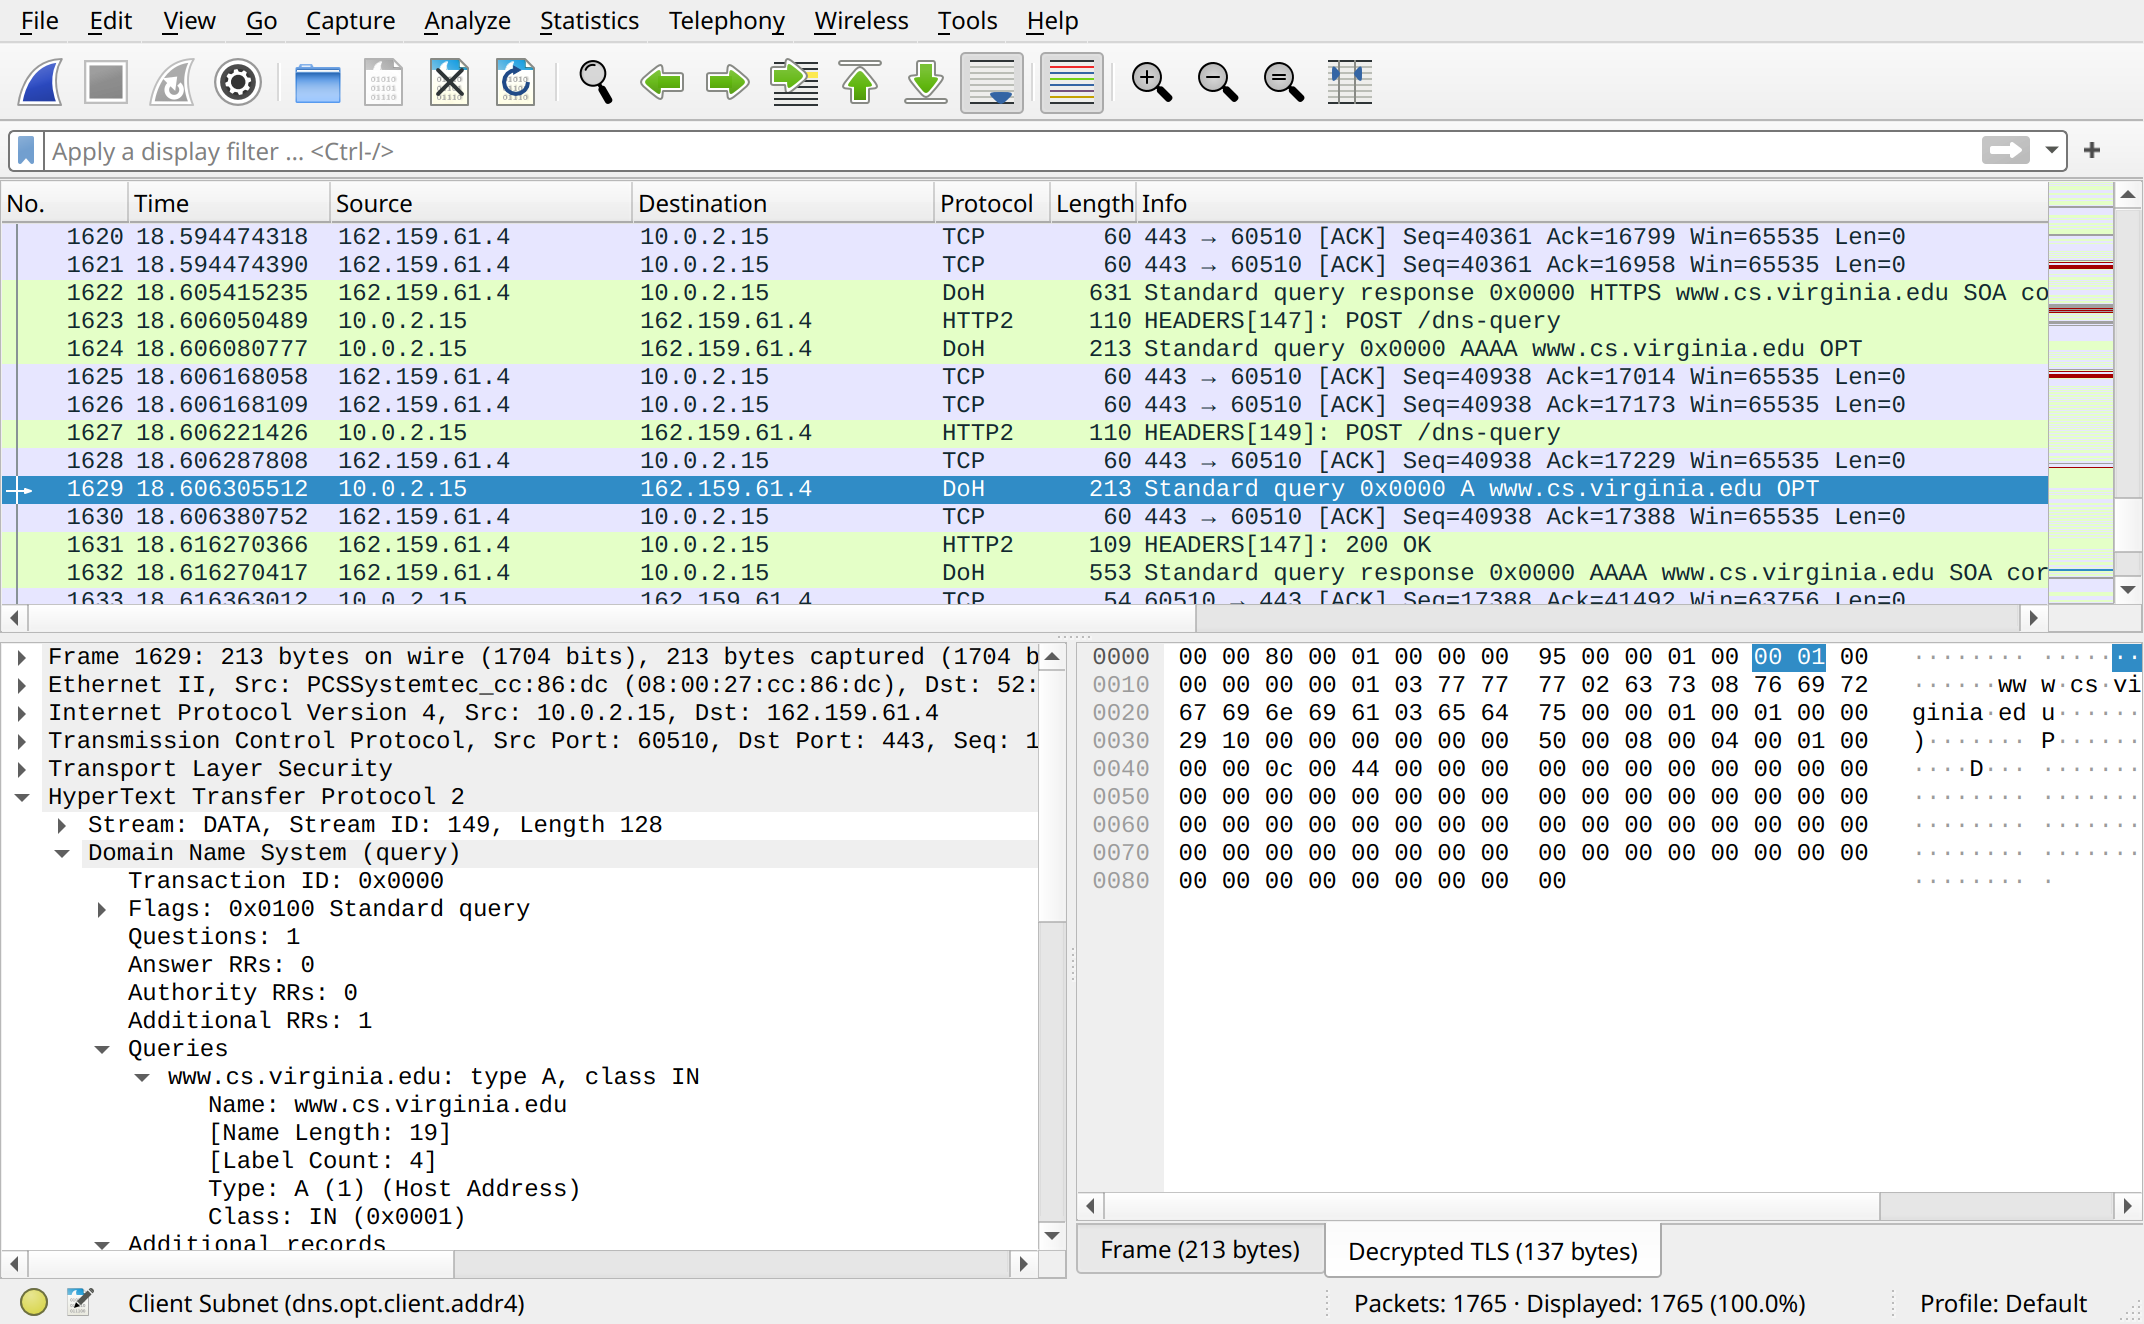 File Edit View Go Capture Analyze Statistics Telephony Wireless Tools Help
Apply a display filter ... <Ctrl-/>
No. Time Source Destination Protocol Length Info
1620 18.594474318 162.159.61.4 10.0.2.15 TCP 60 443 → 60510 [ACK] Seq=40361 Ack=16799 Win=65535 Len=0
1621 18.594474390 162.159.61.4 10.0.2.15 TCP 60 443 → 60510 [ACK] Seq=40361 Ack=16958 Win=65535 Len=0
1622 18.605415235 162.159.61.4 10.0.2.15 DoH 631 Standard query response 0x0000 HTTPS www.cs.virginia.edu SOA co
1623 18.606050489 10.0.2.15 162.159.61.4 HTTP2 110 HEADERS[147]: POST /dns-query
1624 18.606080777 10.0.2.15 162.159.61.4 DoH 213 Standard query 0x0000 AAAA www.cs.virginia.edu OPT
1625 18.606168058 162.159.61.4 10.0.2.15 TCP 60 443 → 60510 [ACK] Seq=40938 Ack=17014 Win=65535 Len=0
1626 18.606168109 162.159.61.4 10.0.2.15 TCP 60 443 → 60510 [ACK] Seq=40938 Ack=17173 Win=65535 Len=0
1627 18.606221426 10.0.2.15 162.159.61.4 HTTP2 110 HEADERS[149]: POST /dns-query
1628 18.606287808 162.159.61.4 10.0.2.15 TCP 60 443 → 60510 [ACK] Seq=40938 Ack=17229 Win=65535 Len=0
1629 18.606305512 10.0.2.15 162.159.61.4 DoH 213 Standard query 0x0000 A www.cs.virginia.edu OPT
1630 18.606380752 162.159.61.4 10.0.2.15 TCP 60 443 → 60510 [ACK] Seq=40938 Ack=17388 Win=65535 Len=0
1631 18.616270366 162.159.61.4 10.0.2.15 HTTP2 109 HEADERS[147]: 200 OK
1632 18.616270417 162.159.61.4 10.0.2.15 DoH 553 Standard query response 0x0000 AAAA www.cs.virginia.edu SOA cor
1633 18.616363012 10.0.2.15 162.159.61.4 TCP 54 60510 → 443 [ACK] Seq=17388 Ack=41492 Win=63756 Len=0
Frame 1629: 213 bytes on wire (1704 bits), 213 bytes captured (1704 b
Ethernet II, Src: PCSSystemtec_cc:86:dc (08:00:27:cc:86:dc), Dst: 52:
Internet Protocol Version 4, Src: 10.0.2.15, Dst: 162.159.61.4
Transmission Control Protocol, Src Port: 60510, Dst Port: 443, Seq: 1
Transport Layer Security
HyperText Transfer Protocol 2
Stream: DATA, Stream ID: 149, Length 128
Domain Name System (query)
Transaction ID: 0x0000
Flags: 0x0100 Standard query
Questions: 1
Answer RRs: 0
Authority RRs: 0
Additional RRs: 1
Queries
www.cs.virginia.edu: type A, class IN
Name: www.cs.virginia.edu
[Name Length: 19]
[Label Count: 4]
Type: A (1) (Host Address)
Class: IN (0x0001)
Additional records
0000 00 00 80 00 01 00 00 00 95 00 00 01 00 00 01 00 ········ ········
0010 00 00 00 00 01 03 77 77 77 02 63 73 08 76 69 72 ······ww w·cs·vi
0020 67 69 6e 69 61 03 65 64 75 00 00 01 00 01 00 00 ginia·ed u······
0030 29 10 00 00 00 00 00 00 50 00 08 00 04 00 01 00 )······· P······
0040 00 00 0c 00 44 00 00 00 00 00 00 00 00 00 00 00 ····D··· ·······
0050 00 00 00 00 00 00 00 00 00 00 00 00 00 00 00 00 ········ ·······
0060 00 00 00 00 00 00 00 00 00 00 00 00 00 00 00 00 ········ ·······
0070 00 00 00 00 00 00 00 00 00 00 00 00 00 00 00 00 ········ ·······
0080 00 00 00 00 00 00 00 00 00 ········ ·
Frame (213 bytes) Decrypted TLS (137 bytes)
Client Subnet (dns.opt.client.addr4) Packets: 1765 · Displayed: 1765 (100.0%) Profile: Default